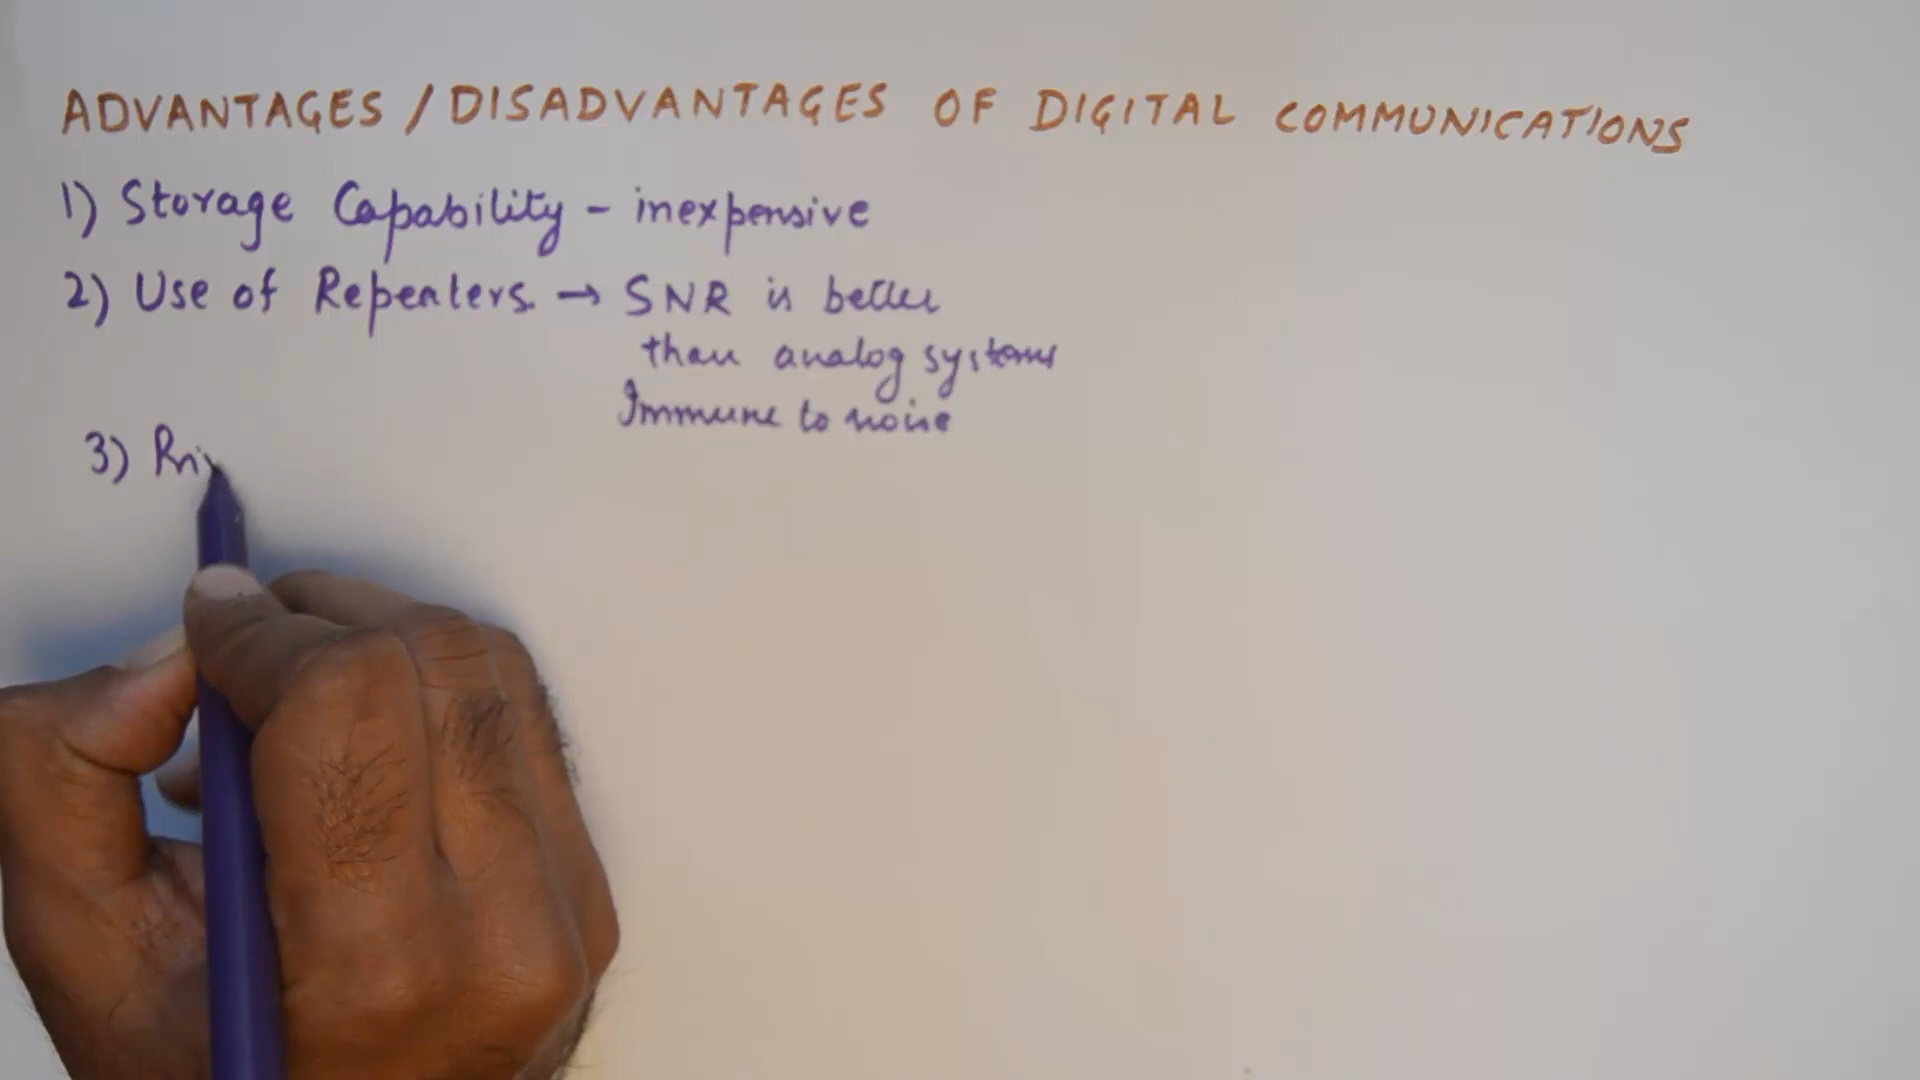 ADVANTAGES / DISADVANTAGES OF DIGITAL COMMUNICATIONS
1) Storage Capability - inexpensive
2) Use of Repeaters. → SNR is better
than analog systems
Immune to noise
3) Priv